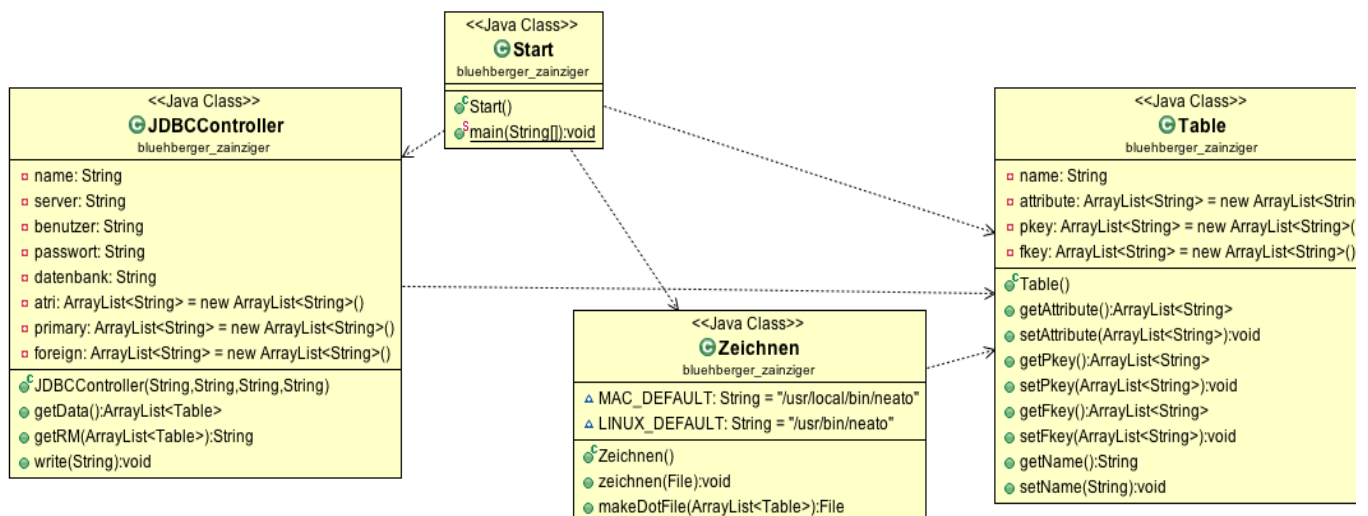 <<Java Class>>
Start
bluehberger_zainziger
Start()
main(String[]):void
<<Java Class>>
JDBCController
bluehberger_zainziger
name: String
server: String
benutzer: String
passwort: String
datenbank: String
atri: ArrayList<String> = new ArrayList<String>()
primary: ArrayList<String> = new ArrayList<String>()
foreign: ArrayList<String> = new ArrayList<String>()
JDBCController(String,String,String,String)
getData():ArrayList<Table>
getRM(ArrayList<Table>):String
write(String):void
<<Java Class>>
Zeichnen
bluehberger_zainziger
MAC_DEFAULT: String = "/usr/local/bin/neato"
LINUX_DEFAULT: String = "/usr/bin/neato"
Zeichnen()
zeichnen(File):void
makeDotFile(ArrayList<Table>):File
<<Java Class>>
Table
bluehberger_zainziger
name: String
attribute: ArrayList<String> = new ArrayList<Strin
pkey: ArrayList<String> = new ArrayList<String>(
fkey: ArrayList<String> = new ArrayList<String>()
Table()
getAttribute():ArrayList<String>
setAttribute(ArrayList<String>):void
getPkey():ArrayList<String>
setPkey(ArrayList<String>):void
getFkey():ArrayList<String>
setFkey(ArrayList<String>):void
getName():String
setName(String):void